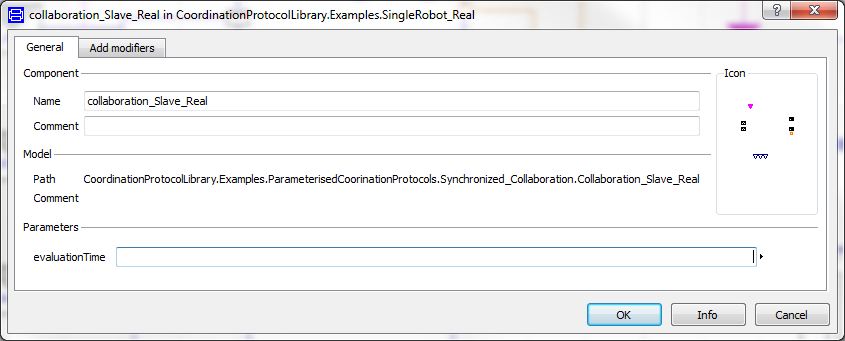 collaboration_Slave_Real in CoordinationProtocolLibrary.Examples.SingleRobot_Real
General
Add modifiers
Component
Icon
Name
collaboration_Slave_Real
Comment
Model
Path
CoordinationProtocolLibrary.Examples.ParameterisedCoorinationProtocols.Synchronized_Collaboration.Collaboration_Slave_Real
Comment
Parameters
evaluationTime
OK
Info
Cancel